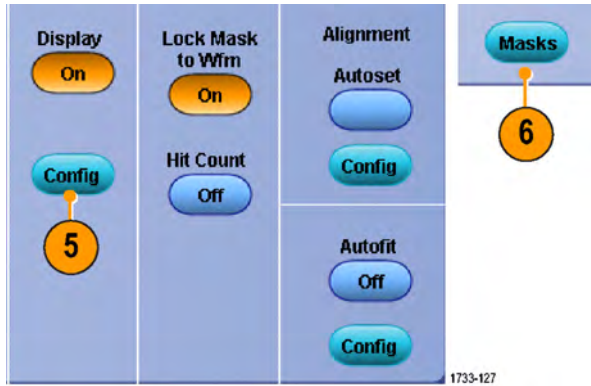 Display
On
Config
5
Lock Mask
to Wfm
On
Hit Count
Off
Alignment
Autoset
Config
Autofit
Off
Config
Masks
6
1733-127